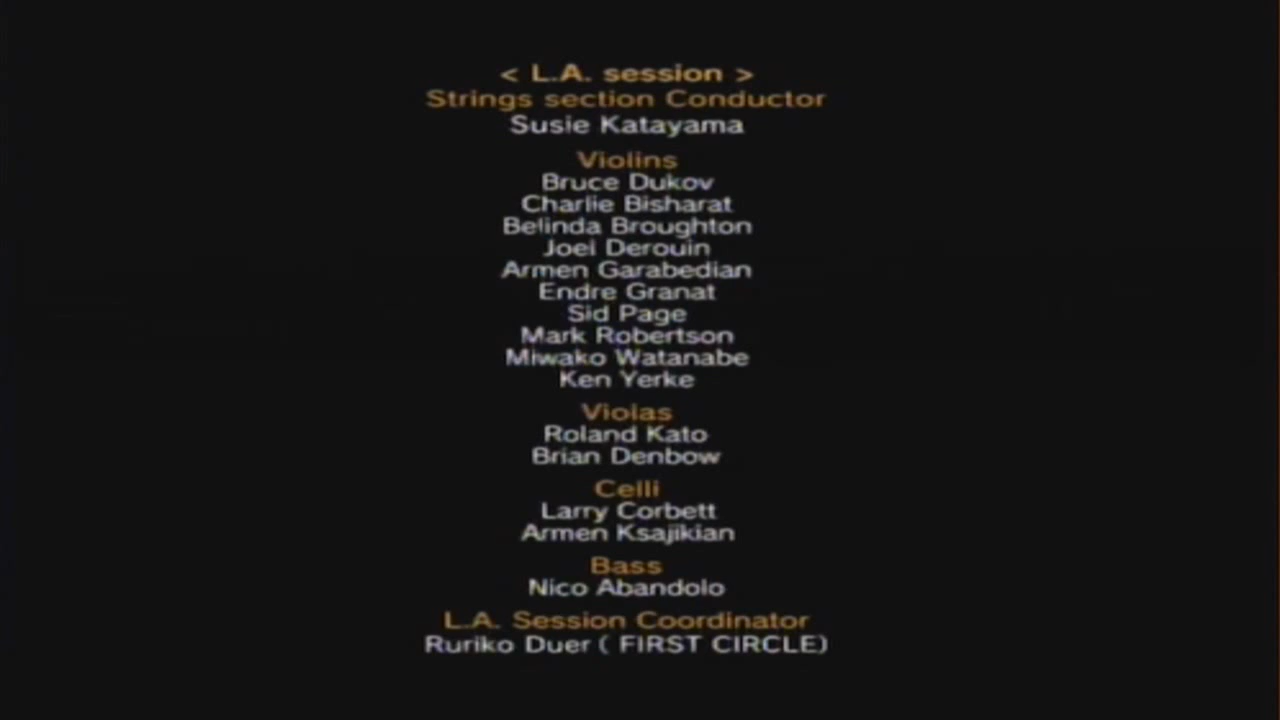 < L.A. session >
Strings section Conductor
Susie Katayama
Violins
Bruce Dukov
Charlie Bisharat
Belinda Broughton
Joel Derouin
Armen Garabedian
Endre Granat
Sid Page
Mark Robertson
Miwako Watanabe
Ken Yerke
Violas
Roland Kato
Brian Denbow
Celli
Larry Corbett
Armen Ksajikian
Bass
Nico Abandolo
L.A. Session Coordinator
Ruriko Duer ( FIRST CIRCLE)